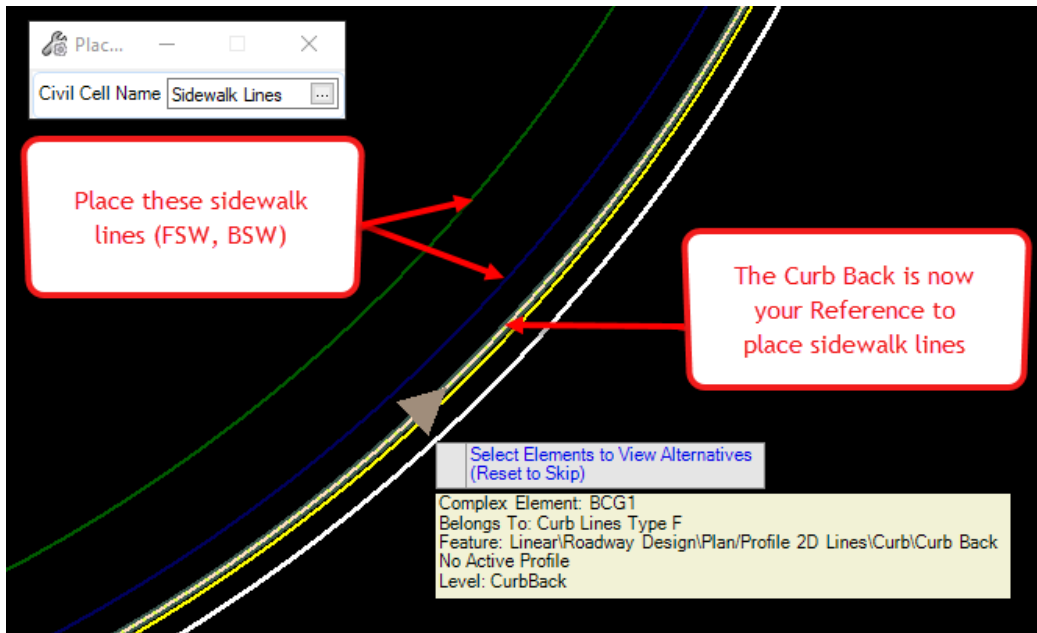 Plac...
Civil Cell Name Sidewalk Lines ...
Place these sidewalk
lines (FSW, BSW)
The Curb Back is now
your Reference to
place sidewalk lines
Select Elements to View Alternatives
(Reset to Skip)
Complex Element: BCG1
Belongs To: Curb Lines Type F
Feature: Linear\Roadway Design\Plan/Profile 2D Lines\Curb\Curb Back
No Active Profile
Level: CurbBack